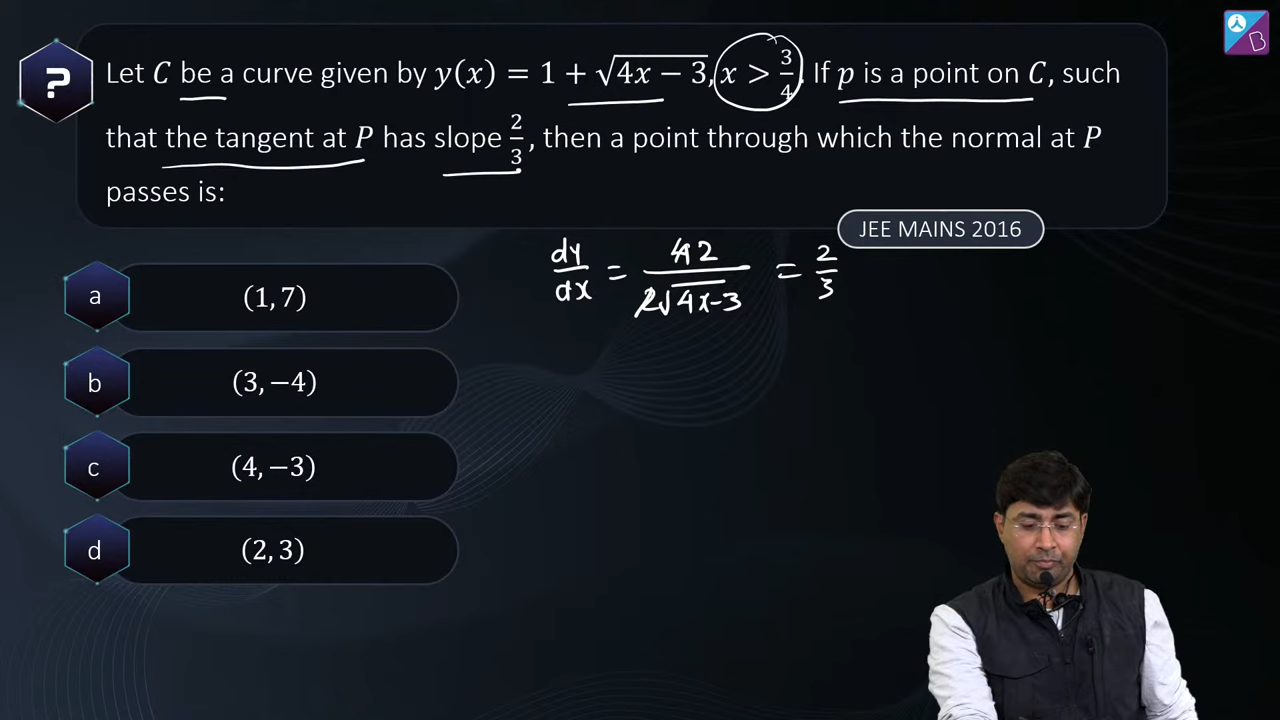 ?
Let C be a curve given by y(x) = 1 + √(4x − 3), x > 3/4. If p is a point on C, such
that the tangent at P has slope 2/3, then a point through which the normal at P
passes is:
JEE MAINS 2016
dy/dx = 4 2 / 2√(4x-3) = 2/3
a (1, 7)
b (3, −4)
c (4, −3)
d (2, 3)
B